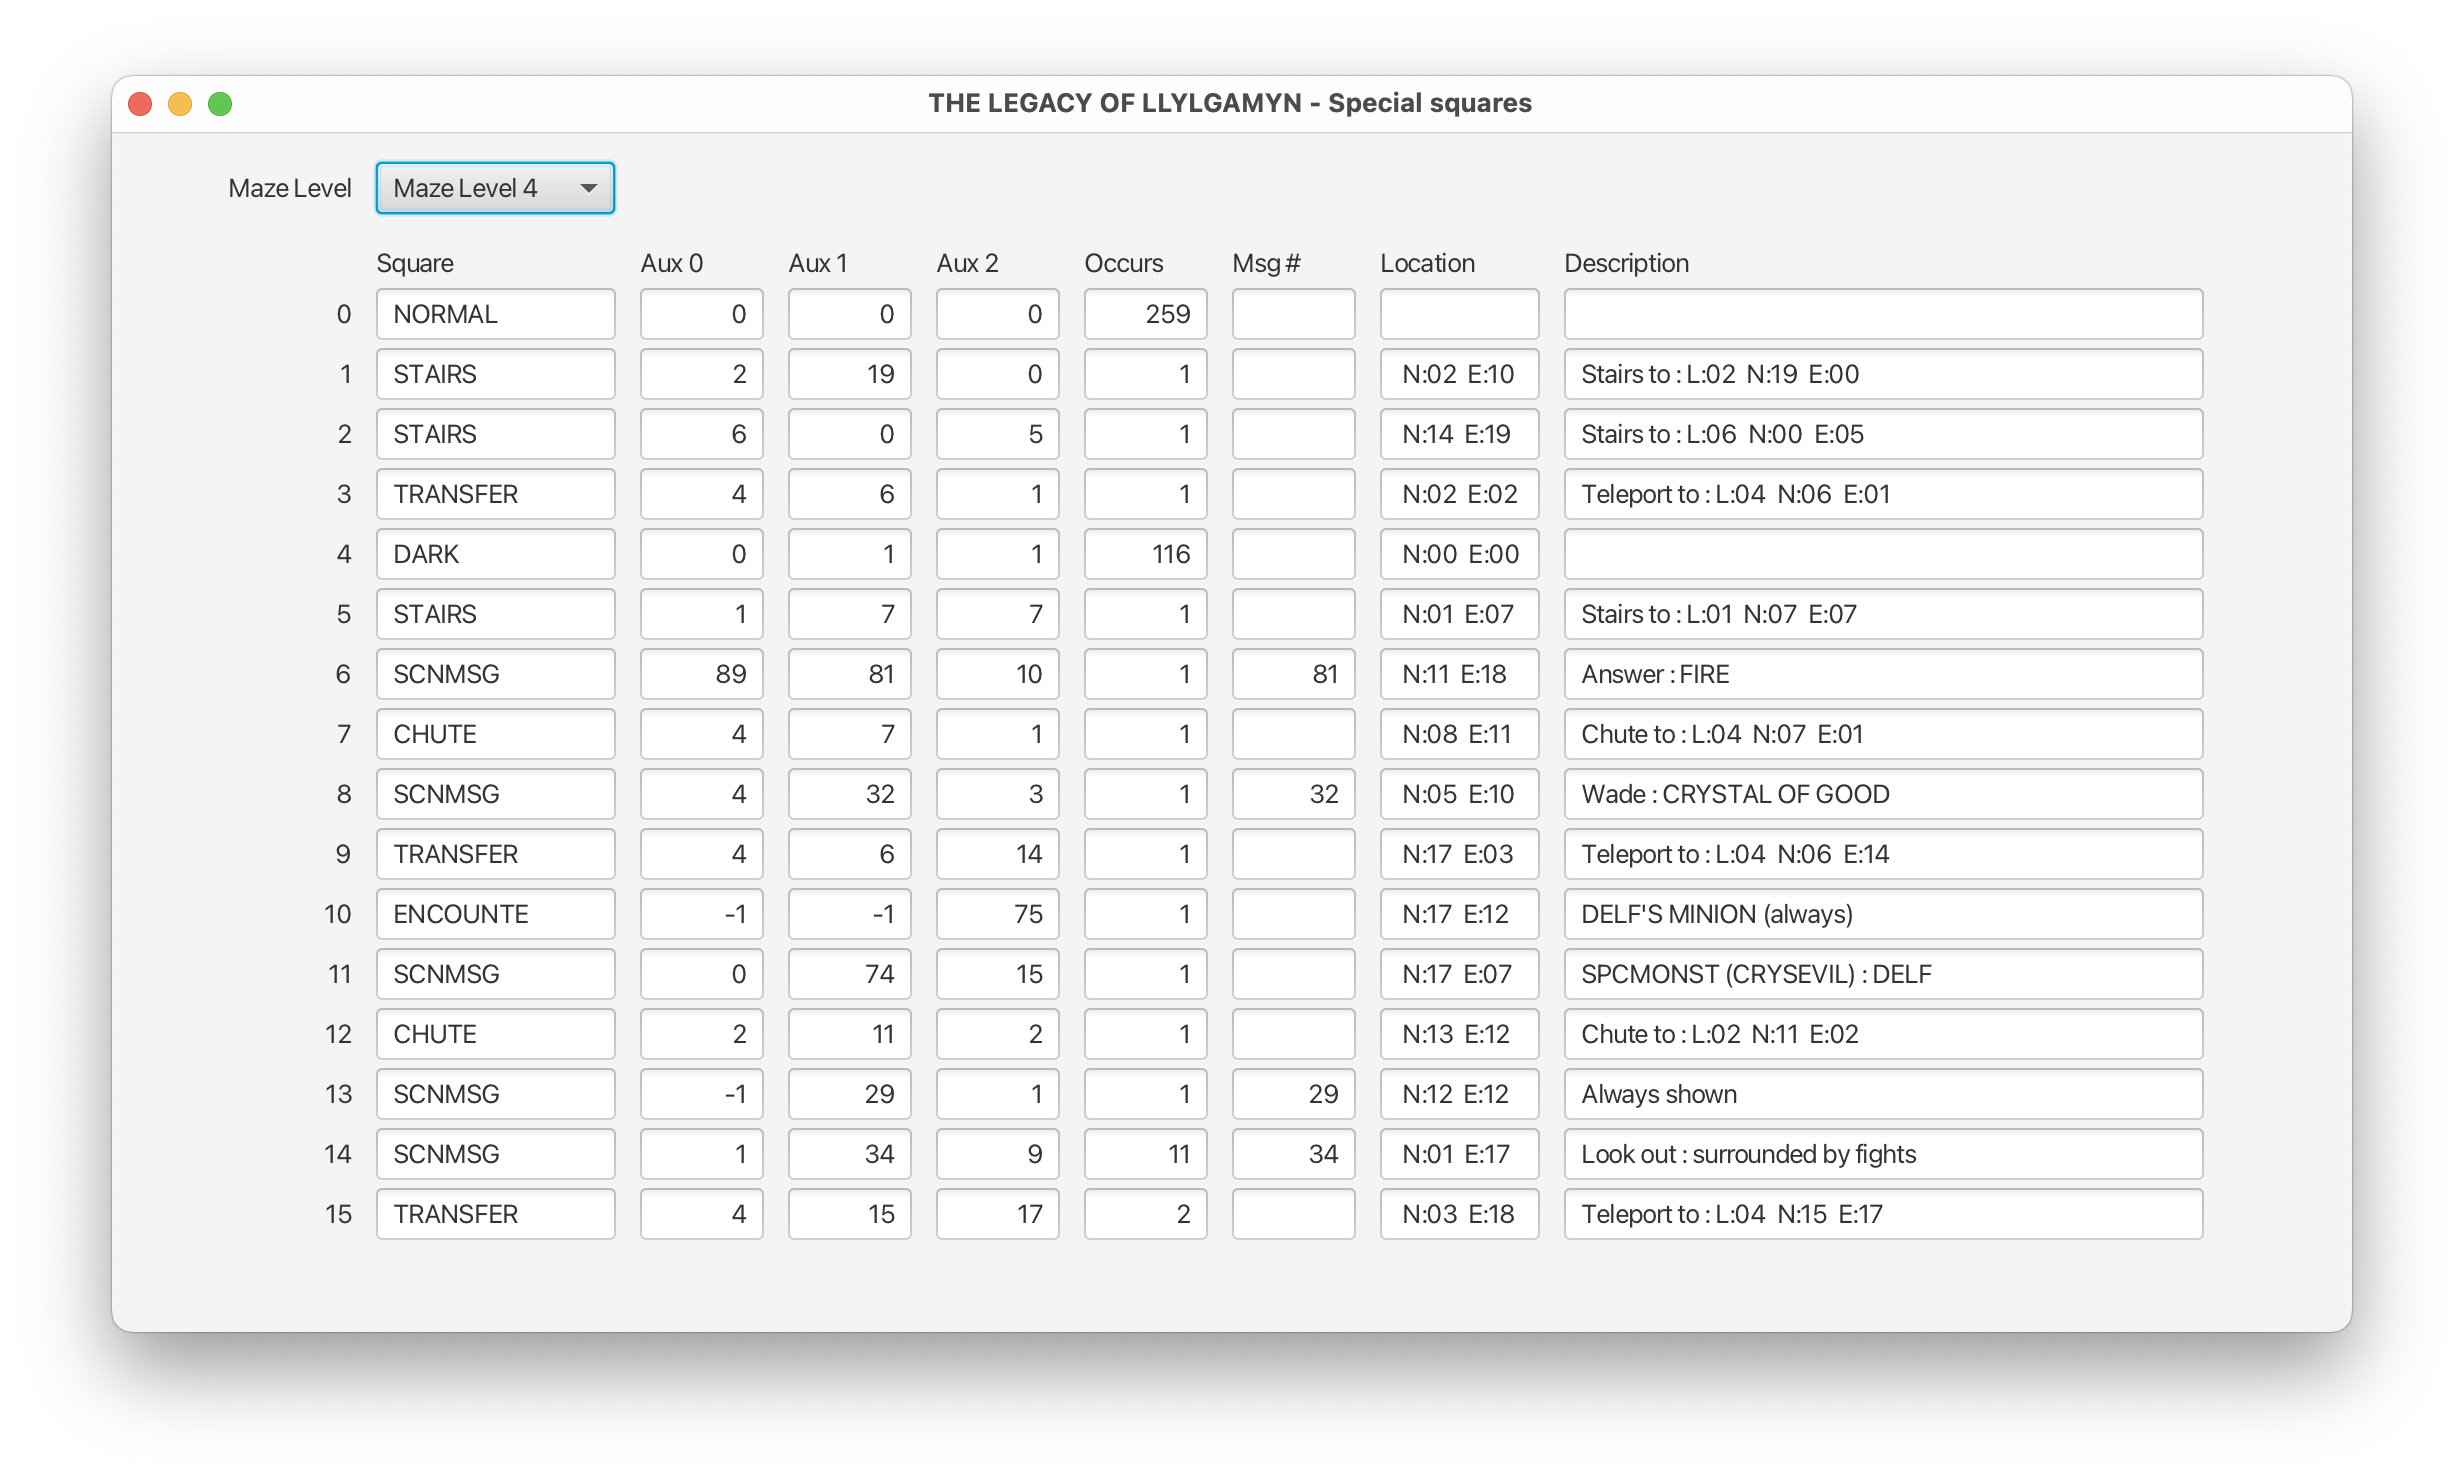 THE LEGACY OF LLYLGAMYN - Special squares
Maze Level Maze Level 4
Square Aux 0 Aux 1 Aux 2 Occurs Msg # Location Description
0 NORMAL 0 0 0 259
1 STAIRS 2 19 0 1 N:02 E:10 Stairs to : L:02 N:19 E:00
2 STAIRS 6 0 5 1 N:14 E:19 Stairs to : L:06 N:00 E:05
3 TRANSFER 4 6 1 1 N:02 E:02 Teleport to : L:04 N:06 E:01
4 DARK 0 1 1 116 N:00 E:00
5 STAIRS 1 7 7 1 N:01 E:07 Stairs to : L:01 N:07 E:07
6 SCNMSG 89 81 10 1 81 N:11 E:18 Answer : FIRE
7 CHUTE 4 7 1 1 N:08 E:11 Chute to : L:04 N:07 E:01
8 SCNMSG 4 32 3 1 32 N:05 E:10 Wade : CRYSTAL OF GOOD
9 TRANSFER 4 6 14 1 N:17 E:03 Teleport to : L:04 N:06 E:14
10 ENCOUNTE -1 -1 75 1 N:17 E:12 DELF'S MINION (always)
11 SCNMSG 0 74 15 1 N:17 E:07 SPCMONST (CRYSEVIL) : DELF
12 CHUTE 2 11 2 1 N:13 E:12 Chute to : L:02 N:11 E:02
13 SCNMSG -1 29 1 1 29 N:12 E:12 Always shown
14 SCNMSG 1 34 9 11 34 N:01 E:17 Look out : surrounded by fights
15 TRANSFER 4 15 17 2 N:03 E:18 Teleport to : L:04 N:15 E:17